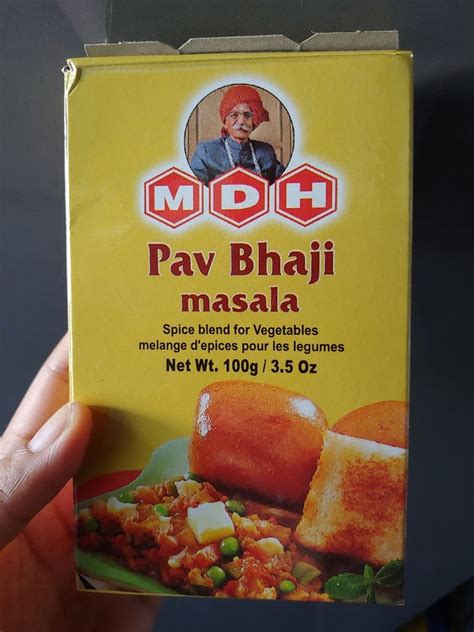 MDH
Pav Bhaji
masala
Spice blend for Vegetables
melange d'epices pour les legumes
Net Wt. 100g / 3.5 Oz